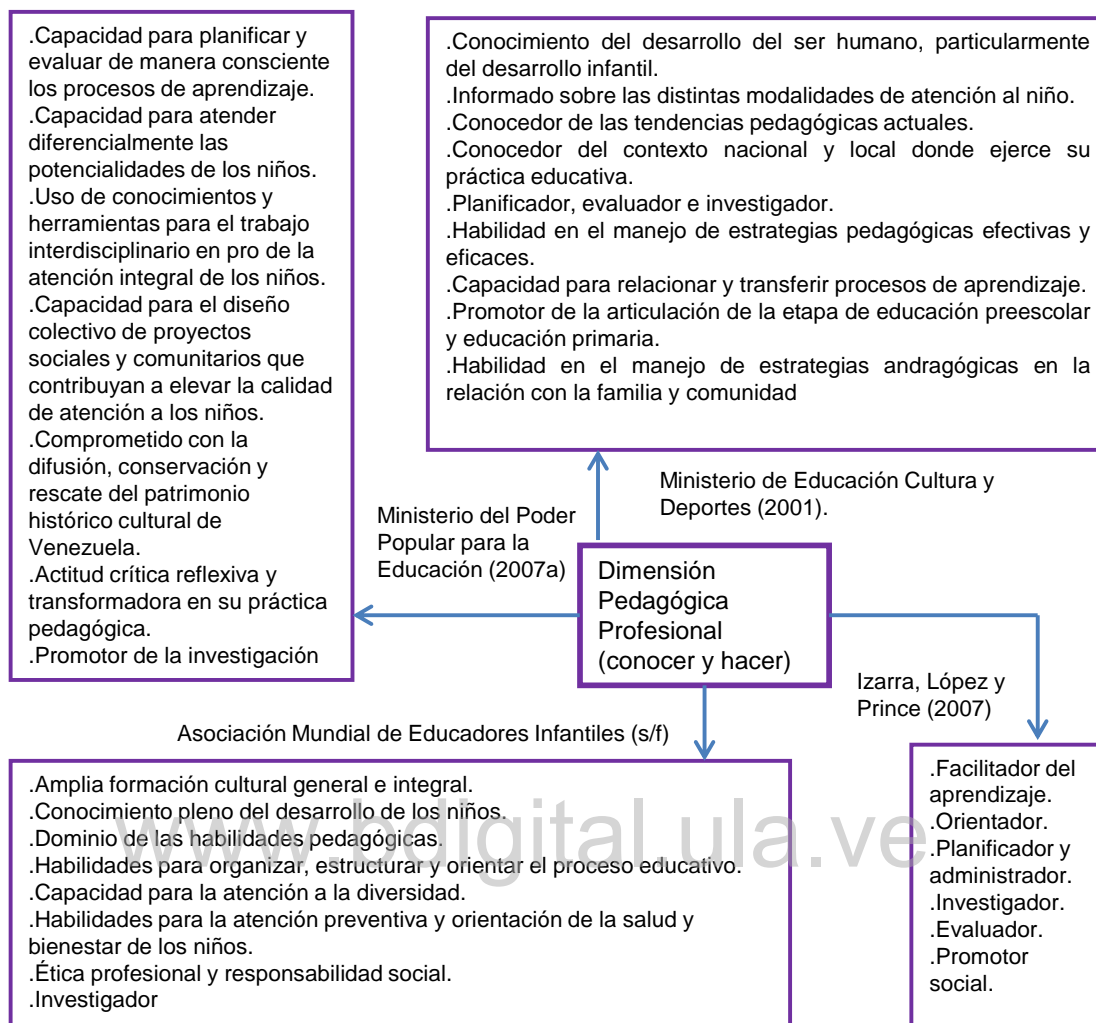 .Capacidad para planificar y
evaluar de manera consciente
los procesos de aprendizaje.
.Capacidad para atender
diferencialmente las
potencialidades de los niños.
.Uso de conocimientos y
herramientas para el trabajo
interdisciplinario en pro de la
atención integral de los niños.
.Capacidad para el diseño
colectivo de proyectos
sociales y comunitarios que
contribuyan a elevar la calidad
de atención a los niños.
.Comprometido con la
difusión, conservación y
rescate del patrimonio
histórico cultural de
Venezuela.
.Actitud crítica reflexiva y
transformadora en su práctica
pedagógica.
.Promotor de la investigación
.Conocimiento del desarrollo del ser humano, particularmente
del desarrollo infantil.
.Informado sobre las distintas modalidades de atención al niño.
.Conocedor de las tendencias pedagógicas actuales.
.Conocedor del contexto nacional y local donde ejerce su
práctica educativa.
.Planificador, evaluador e investigador.
.Habilidad en el manejo de estrategias pedagógicas efectivas y
eficaces.
.Capacidad para relacionar y transferir procesos de aprendizaje.
.Promotor de la articulación de la etapa de educación preescolar
y educación primaria.
.Habilidad en el manejo de estrategias andragógicas en la
relación con la familia y comunidad
Ministerio de Educación Cultura y
Deportes (2001).
Ministerio del Poder
Popular para la
Educación (2007a)
Dimensión
Pedagógica
Profesional
(conocer y hacer)
Izarra, López y
Prince (2007)
Asociación Mundial de Educadores Infantiles (s/f)
.Amplia formación cultural general e integral.
.Conocimiento pleno del desarrollo de los niños.
.Dominio de las habilidades pedagógicas.
.Habilidades para organizar, estructurar y orientar el proceso educativo.
.Capacidad para la atención a la diversidad.
.Habilidades para la atención preventiva y orientación de la salud y
bienestar de los niños.
.Ética profesional y responsabilidad social.
.Investigador
.Facilitador del
aprendizaje.
.Orientador.
.Planificador y
administrador.
.Investigador.
.Evaluador.
.Promotor
social.
www.bdigital.ula.ve